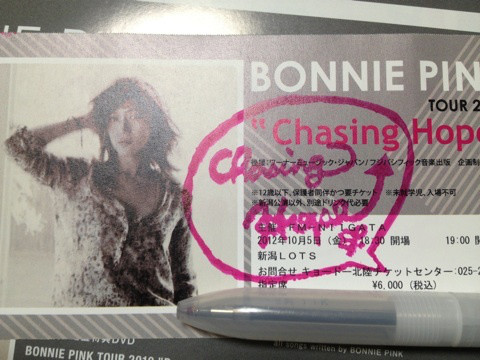 BONNIE PIN
TOUR 2
"Chasing Hope
Chasing
後援:ワーナーミュージック・ジャパン/フジパシフィック音楽出版 企画制
※12歳以下、保護者同伴かつ要チケット ※未就学児、入場不可
※新潟公演以外、別途ドリンク代必要
主催 FM-NIIGATA
2012年10月5日(金) 18:30 開場 19:00 開
新潟LOTS
お問合せ キョードー北陸チケットセンター:025-2
指定席 ¥6,000(税込)
DVD
BONNIE PINK TOUR
all songs written by BONNIE PINK